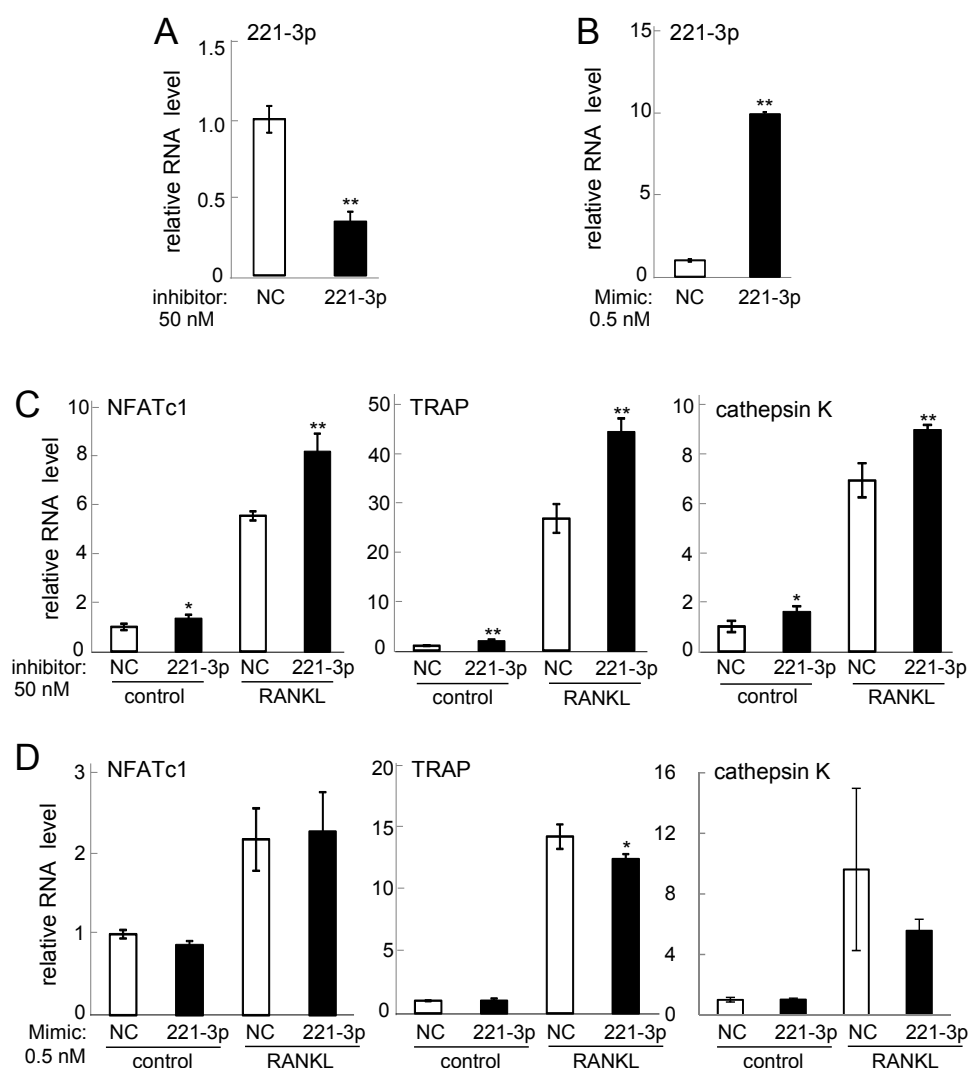 A
221-3p
relative RNA level
1.5
1.0
0.5
0
**
inhibitor:
50 nM
NC
221-3p
B
221-3p
relative RNA level
15
10
5
0
**
Mimic:
0.5 nM
NC
221-3p
C
NFATc1
relative RNA level
10
8
6
4
2
0
*
**
inhibitor:
50 nM
NC 221-3p NC 221-3p
control RANKL
TRAP
50
40
30
20
10
0
**
**
NC 221-3p NC 221-3p
control RANKL
cathepsin K
10
8
6
4
2
0
*
**
NC 221-3p NC 221-3p
control RANKL
D
NFATc1
relative RNA level
3
2
1
0
Mimic:
0.5 nM
NC 221-3p NC 221-3p
control RANKL
TRAP
20
15
10
5
0
*
NC 221-3p NC 221-3p
control RANKL
cathepsin K
16
12
8
4
0
NC 221-3p NC 221-3p
control RANKL